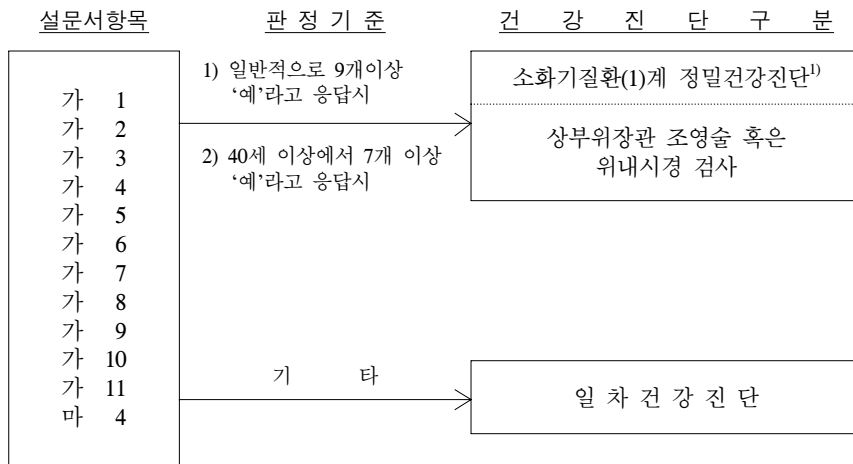 설문서항목
판 정 기 준
건 강 진 단 구 분
가 1
가 2
가 3
가 4
가 5
가 6
가 7
가 8
가 9
가 10
가 11
마 4
1) 일반적으로 9개이상
‘예’라고 응답시
2) 40세 이상에서 7개 이상
‘예’라고 응답시
소화기질환(1)계 정밀건강진단1)
상부위장관 조영술 혹은
위내시경 검사
기 타
일 차 건 강 진 단